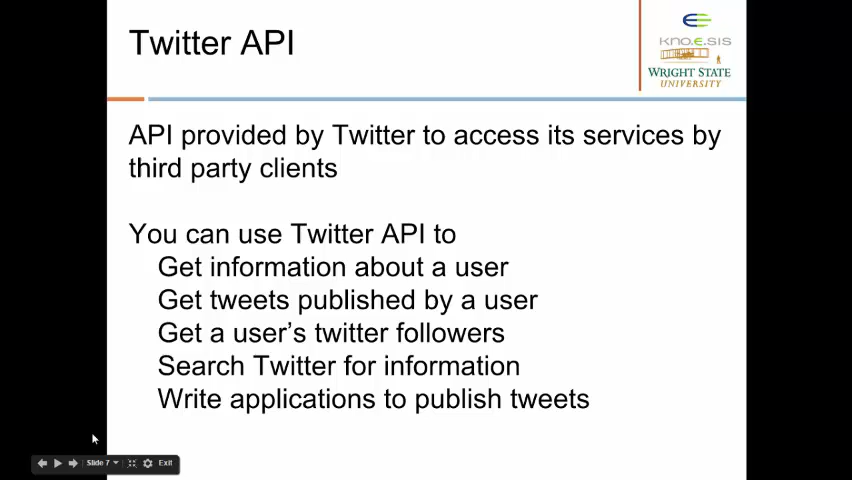 Twitter API
kno.e.sis
WRIGHT STATE
UNIVERSITY
API provided by Twitter to access its services by
third party clients
You can use Twitter API to
Get information about a user
Get tweets published by a user
Get a user's twitter followers
Search Twitter for information
Write applications to publish tweets
Slide 7
Exit